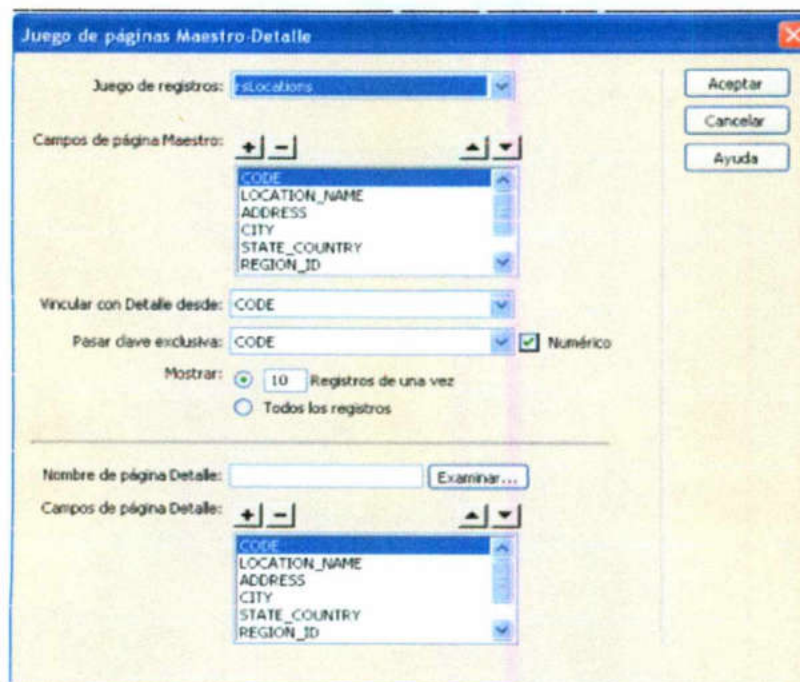 Juego de páginas Maestro-Detalle
Juego de registros: rsLocations
Aceptar
Cancelar
Ayuda
Campos de página Maestro:
CODE
LOCATION_NAME
ADDRESS
CITY
STATE_COUNTRY
REGION_ID
Vincular con Detalle desde: CODE
Pasar clave exclusiva: CODE Numérico
Mostrar: 10 Registros de una vez
Todos los registros
Nombre de página Detalle: Examinar...
Campos de página Detalle:
CODE
LOCATION_NAME
ADDRESS
CITY
STATE_COUNTRY
REGION_ID